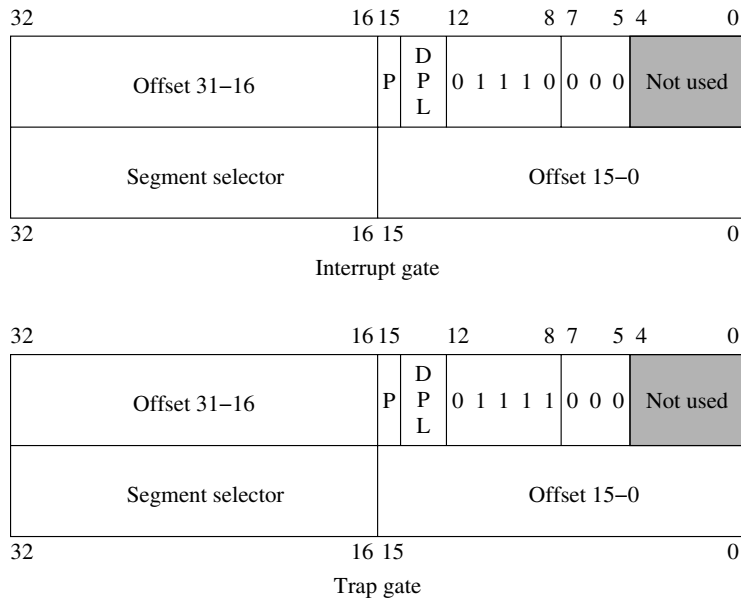 32 16 15 12 8 7 5 4 0
Offset 31−16 P DPL 0 1 1 1 0 0 0 0 Not used
Segment selector Offset 15−0
32 16 15 0
Interrupt gate
32 16 15 12 8 7 5 4 0
Offset 31−16 P DPL 0 1 1 1 1 0 0 0 Not used
Segment selector Offset 15−0
32 16 15 0
Trap gate